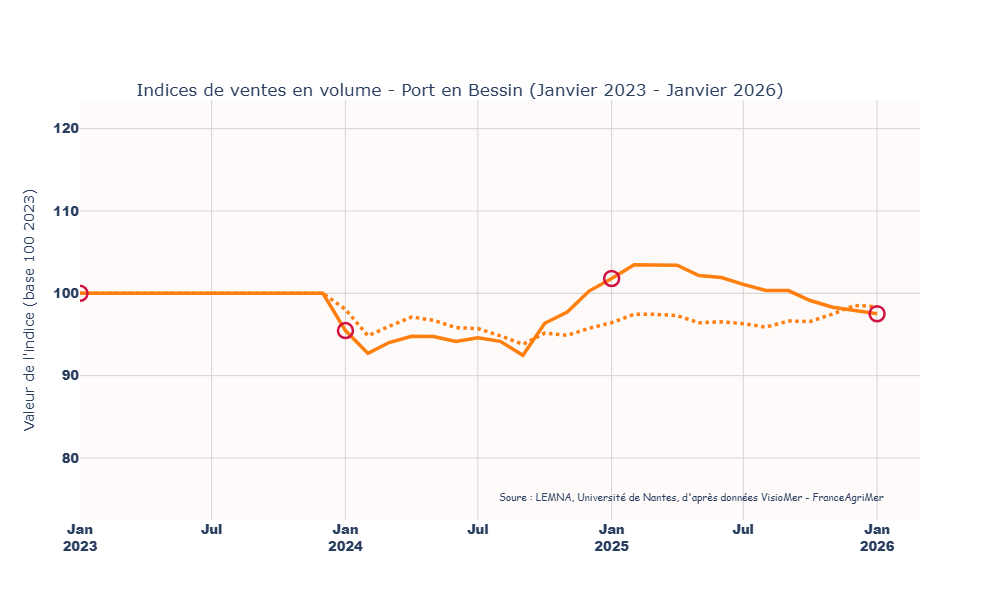 Indices de ventes en volume - Port en Bessin (Janvier 2023 - Janvier 2026)
Valeur de l'indice (base 100 2023)
120
110
100
90
80
Soure : LEMNA, Université de Nantes, d'après données VisioMer - FranceAgriMer
Jan Jul Jan Jul Jan Jul Jan
2023 2024 2025 2026